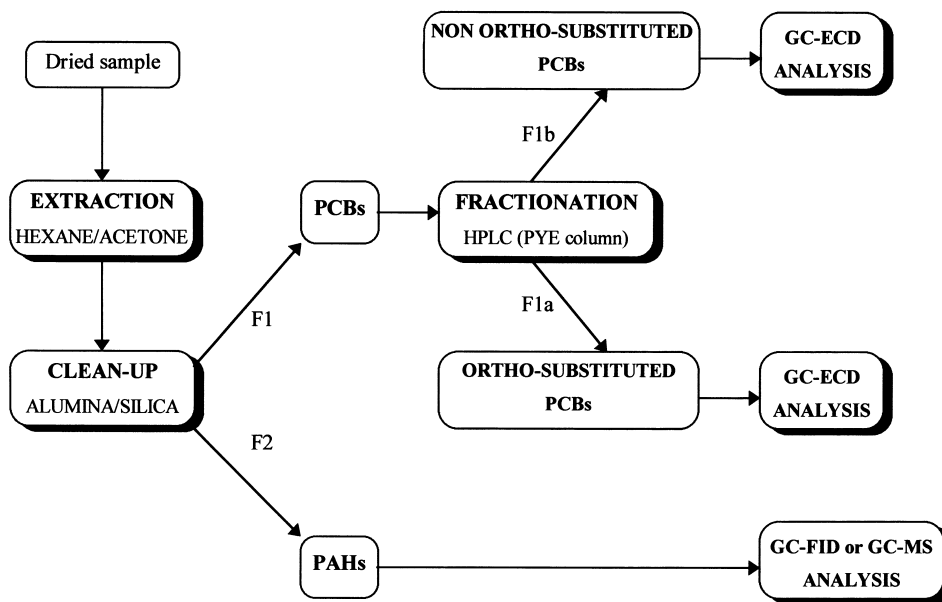 Dried sample
EXTRACTION
HEXANE/ACETONE
CLEAN-UP
ALUMINA/SILICA
F1
F2
PCBs
PAHs
FRACTIONATION
HPLC (PYE column)
F1b
F1a
NON ORTHO-SUBSTITUTED
PCBs
ORTHO-SUBSTITUTED
PCBs
GC-ECD
ANALYSIS
GC-ECD
ANALYSIS
GC-FID or GC-MS
ANALYSIS